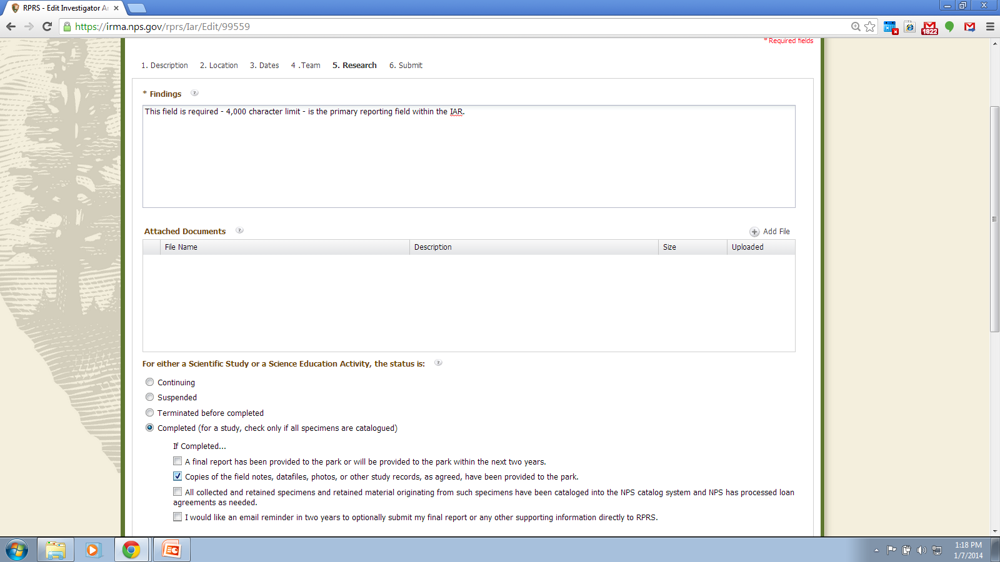 RPRS - Edit Investigator A
https://irma.nps.gov/rprs/Iar/Edit/99559
1822
* Required fields
1. Description 2. Location 3. Dates 4 .Team 5. Research 6. Submit
* Findings ?
This field is required - 4,000 character limit - is the primary reporting field within the IAR.
Attached Documents ? Add File
File Name Description Size Uploaded
For either a Scientific Study or a Science Education Activity, the status is: ?
Continuing
Suspended
Terminated before completed
Completed (for a study, check only if all specimens are catalogued)
If Completed...
A final report has been provided to the park or will be provided to the park within the next two years.
Copies of the field notes, datafiles, photos, or other study records, as agreed, have been provided to the park.
All collected and retained specimens and retained material originating from such specimens have been cataloged into the NPS catalog system and NPS has processed loan
agreements as needed.
I would like an email reminder in two years to optionally submit my final report or any other supporting information directly to RPRS.
1:18 PM
1/7/2014